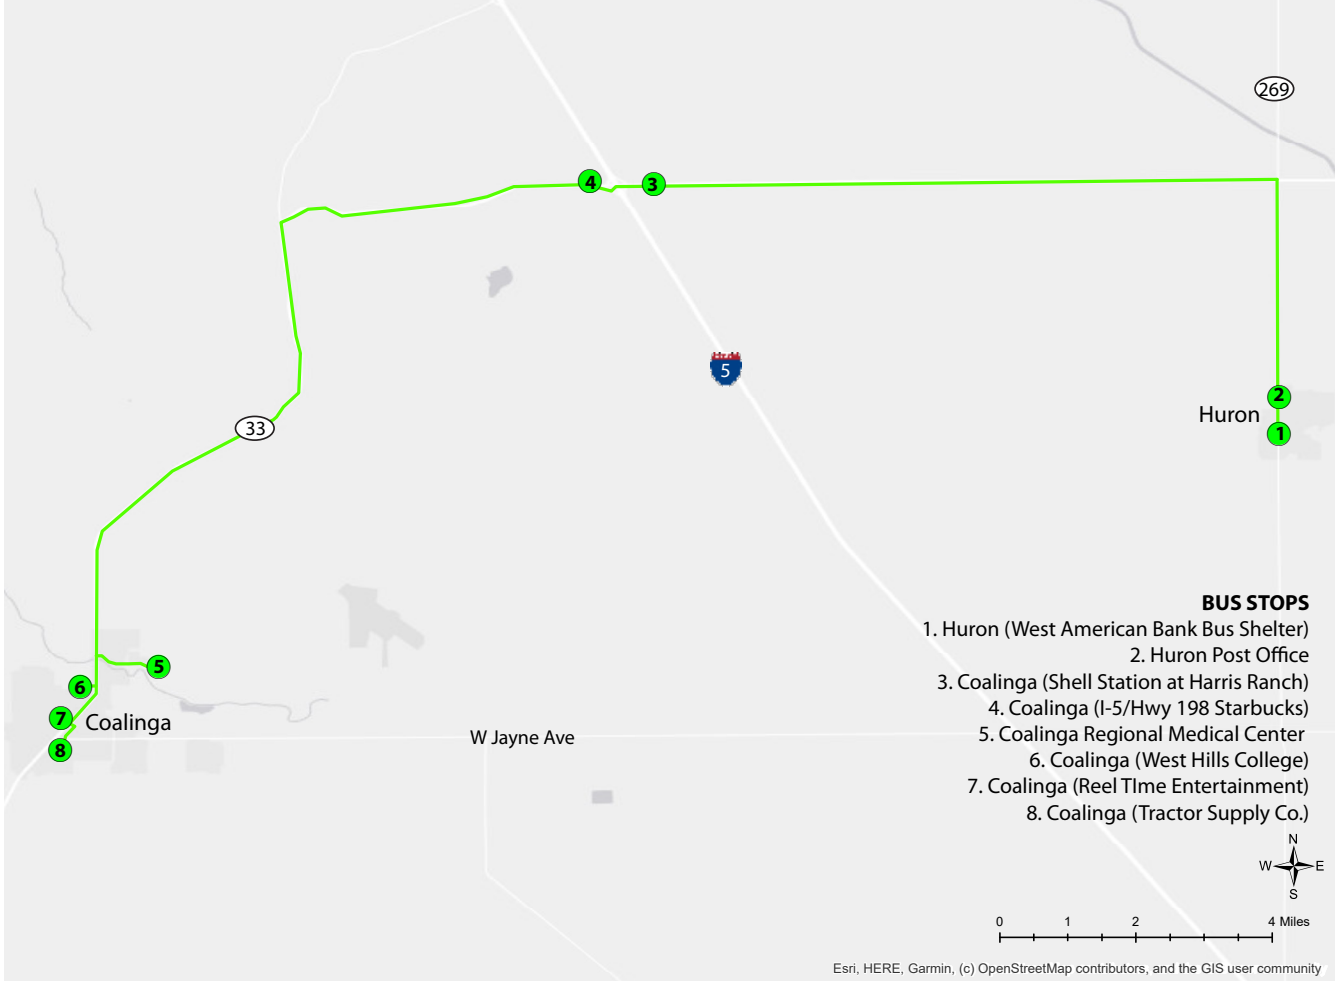 269
4
3
5
2
Huron
1
33
5
6
7
Coalinga
8
W Jayne Ave
BUS STOPS
1. Huron (West American Bank Bus Shelter)
2. Huron Post Office
3. Coalinga (Shell Station at Harris Ranch)
4. Coalinga (I-5/Hwy 198 Starbucks)
5. Coalinga Regional Medical Center
6. Coalinga (West Hills College)
7. Coalinga (Reel TIme Entertainment)
8. Coalinga (Tractor Supply Co.)
N
W E
S
0 1 2 4 Miles
Esri, HERE, Garmin, (c) OpenStreetMap contributors, and the GIS user community